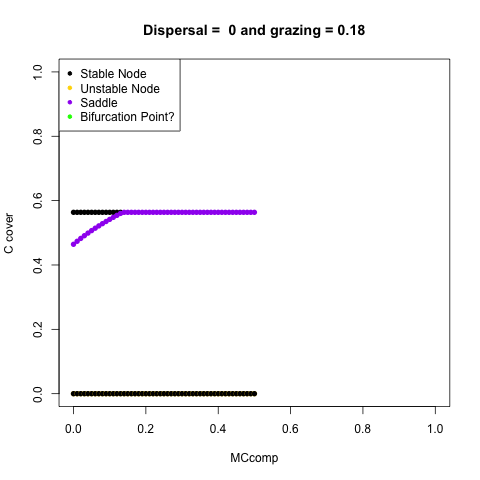 Dispersal =  0 and grazing = 0.18
Stable Node
Unstable Node
Saddle
Bifurcation Point?
C cover
1.0
0.8
0.6
0.4
0.2
0.0
0.0 0.2 0.4 0.6 0.8 1.0
MCcomp